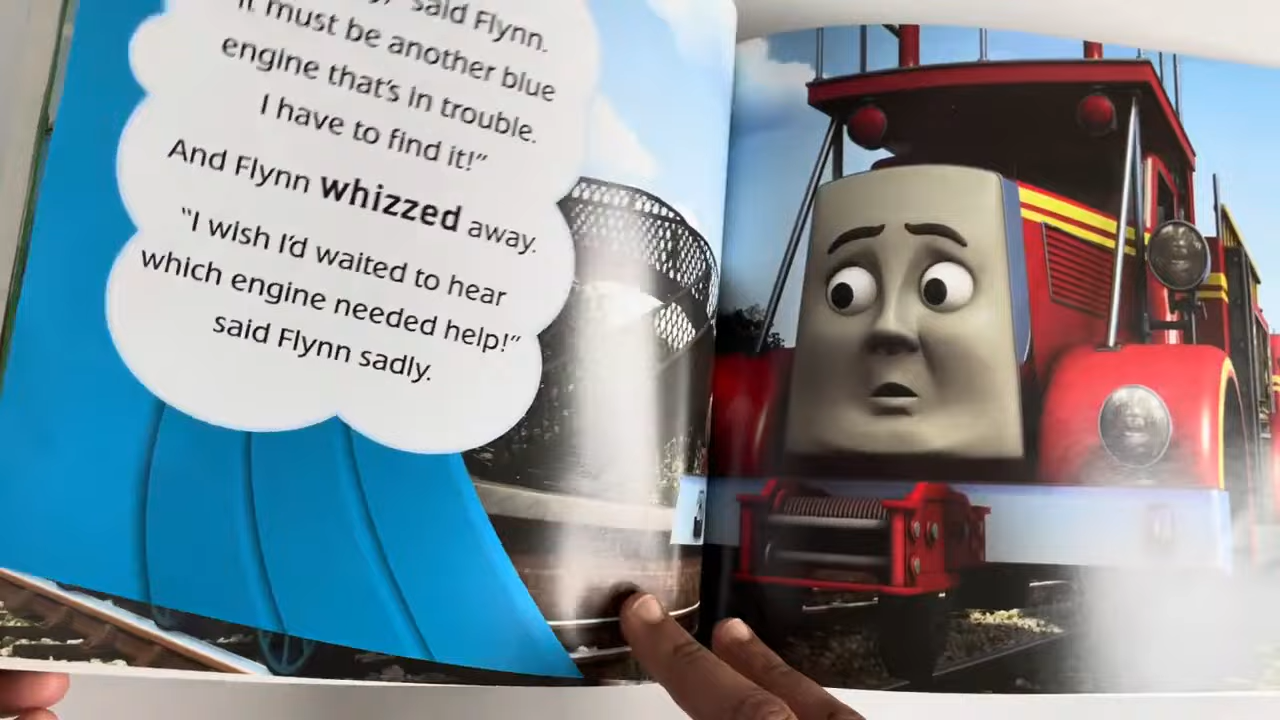 said Flynn.
must be another blue
engine that's in trouble.
I have to find it!"
And Flynn whizzed away.
"I wish I'd waited to hear
which engine needed help!"
said Flynn sadly.